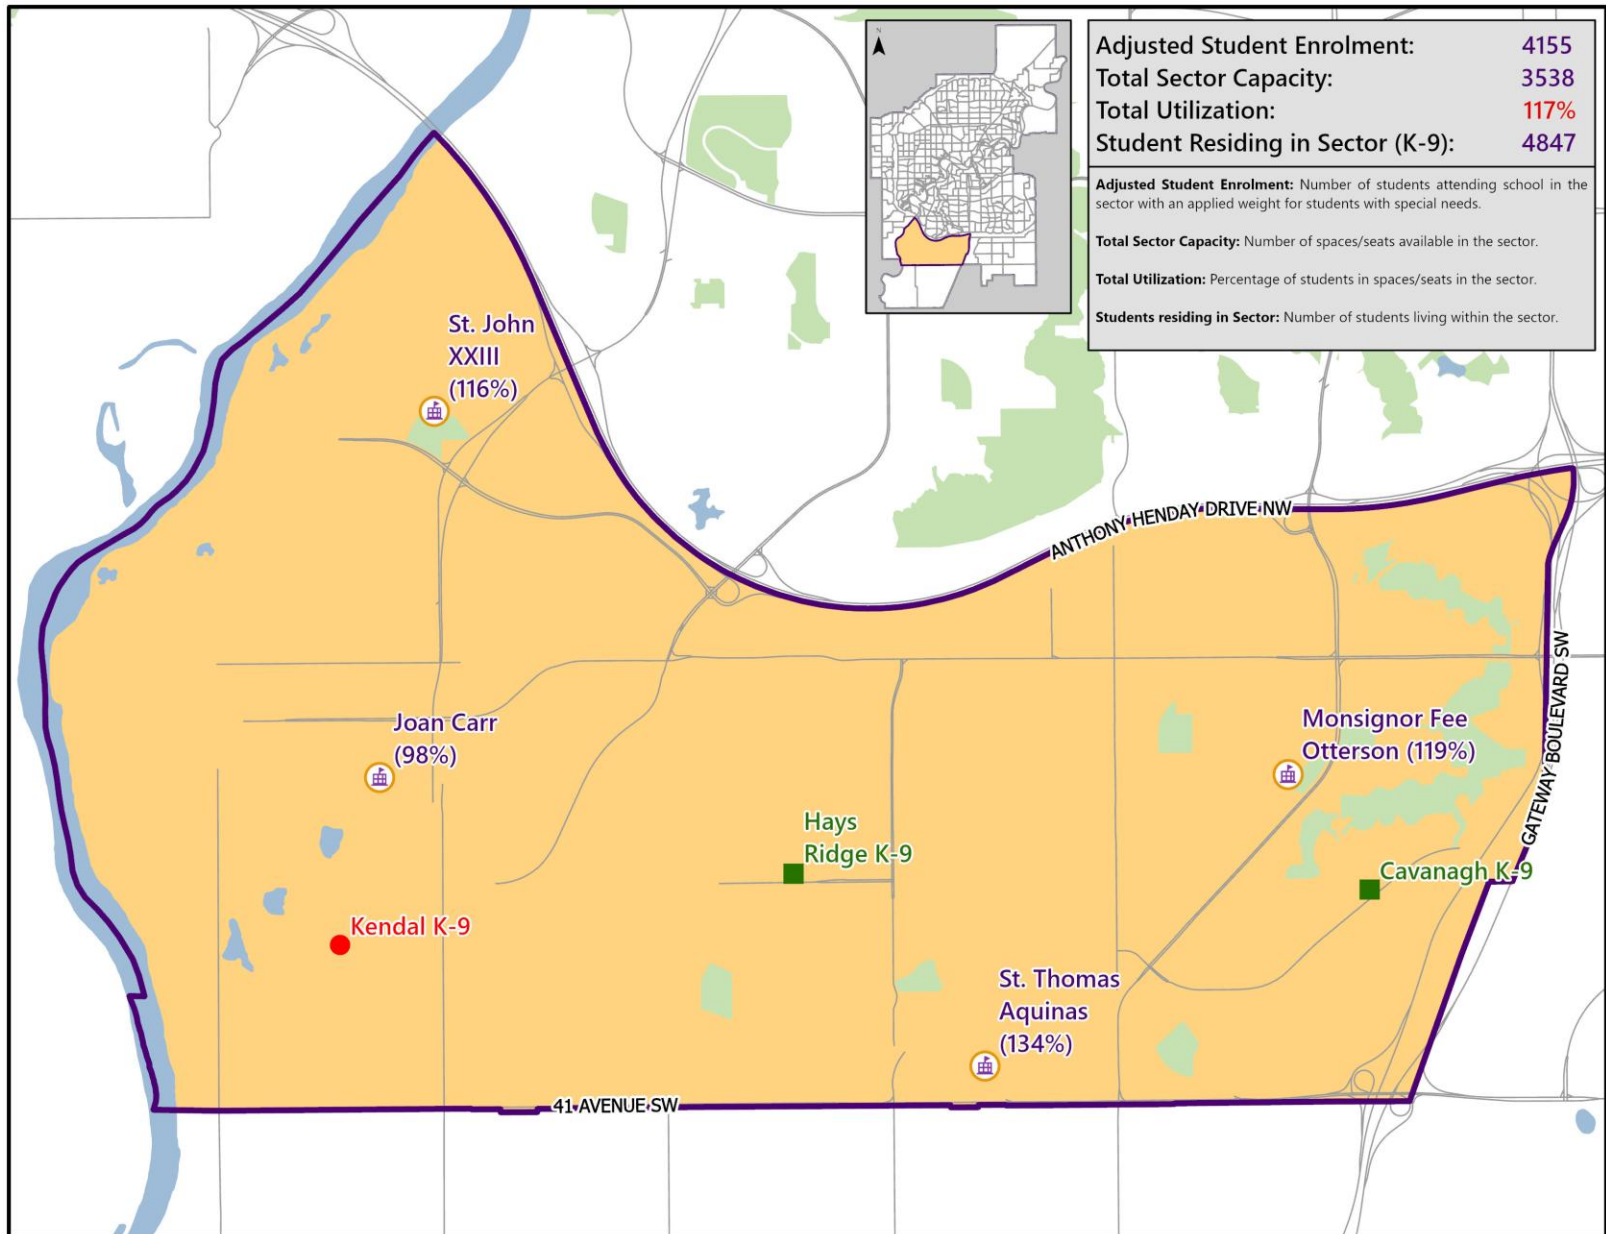 N
Adjusted Student Enrolment: 4155
Total Sector Capacity: 3538
Total Utilization: 117%
Student Residing in Sector (K-9): 4847
Adjusted Student Enrolment: Number of students attending school in the
sector with an applied weight for students with special needs.
Total Sector Capacity: Number of spaces/seats available in the sector.
Total Utilization: Percentage of students in spaces/seats in the sector.
Students residing in Sector: Number of students living within the sector.
St. John
XXIII
(116%)
ANTHONY HENDAY DRIVE NW
GATEWAY BOULEVARD SW
Joan Carr
(98%)
Monsignor Fee
Otterson (119%)
Hays
Ridge K-9
Cavanagh K-9
Kendal K-9
St. Thomas
Aquinas
(134%)
41 AVENUE SW